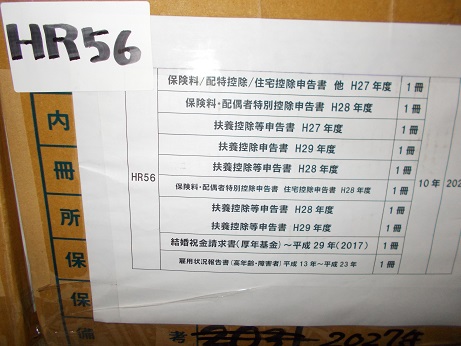 HR56
保険料/配特控除/住宅控除申告書 他 H27年度 1冊
保険料・配偶者特別控除申告書 H28年度 1冊
扶養控除等申告書 H27年度 1冊
扶養控除等申告書 H29年度 1冊
扶養控除等申告書 H28年度 1冊
HR56
保険料・配偶者特別控除申告書 住宅控除申告書 H28年度 1冊
10年 202
扶養控除等申告書 H28年度 1冊
扶養控除等申告書 H29年度 1冊
結婚祝金請求書(厚年基金)～平成29年(2017) 1冊
雇用状況報告書(高年齢・障害者)平成13年～平成23年 1冊
内
冊
所
保
保
備 考 2027年